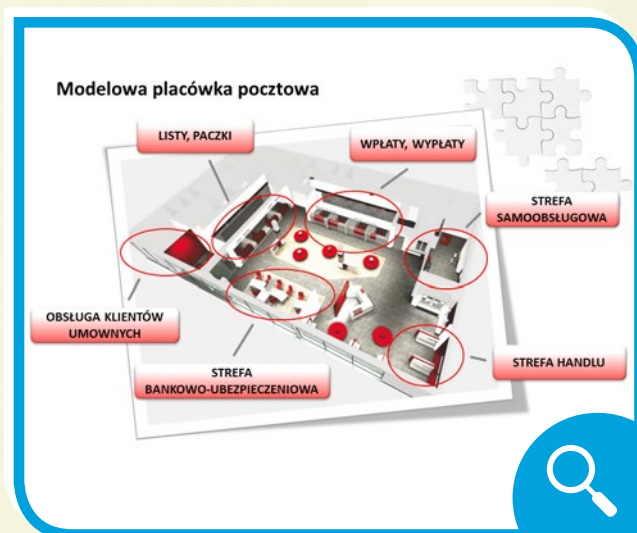 Modelowa placówka pocztowa
LISTY, PACZKI
WPŁATY, WYPŁATY
STREFA
SAMOOBSŁUGOWA
OBSŁUGA KLIENTÓW
UMOWNYCH
STREFA
BANKOWO-UBEZPIECZENIOWA
STREFA HANDLU